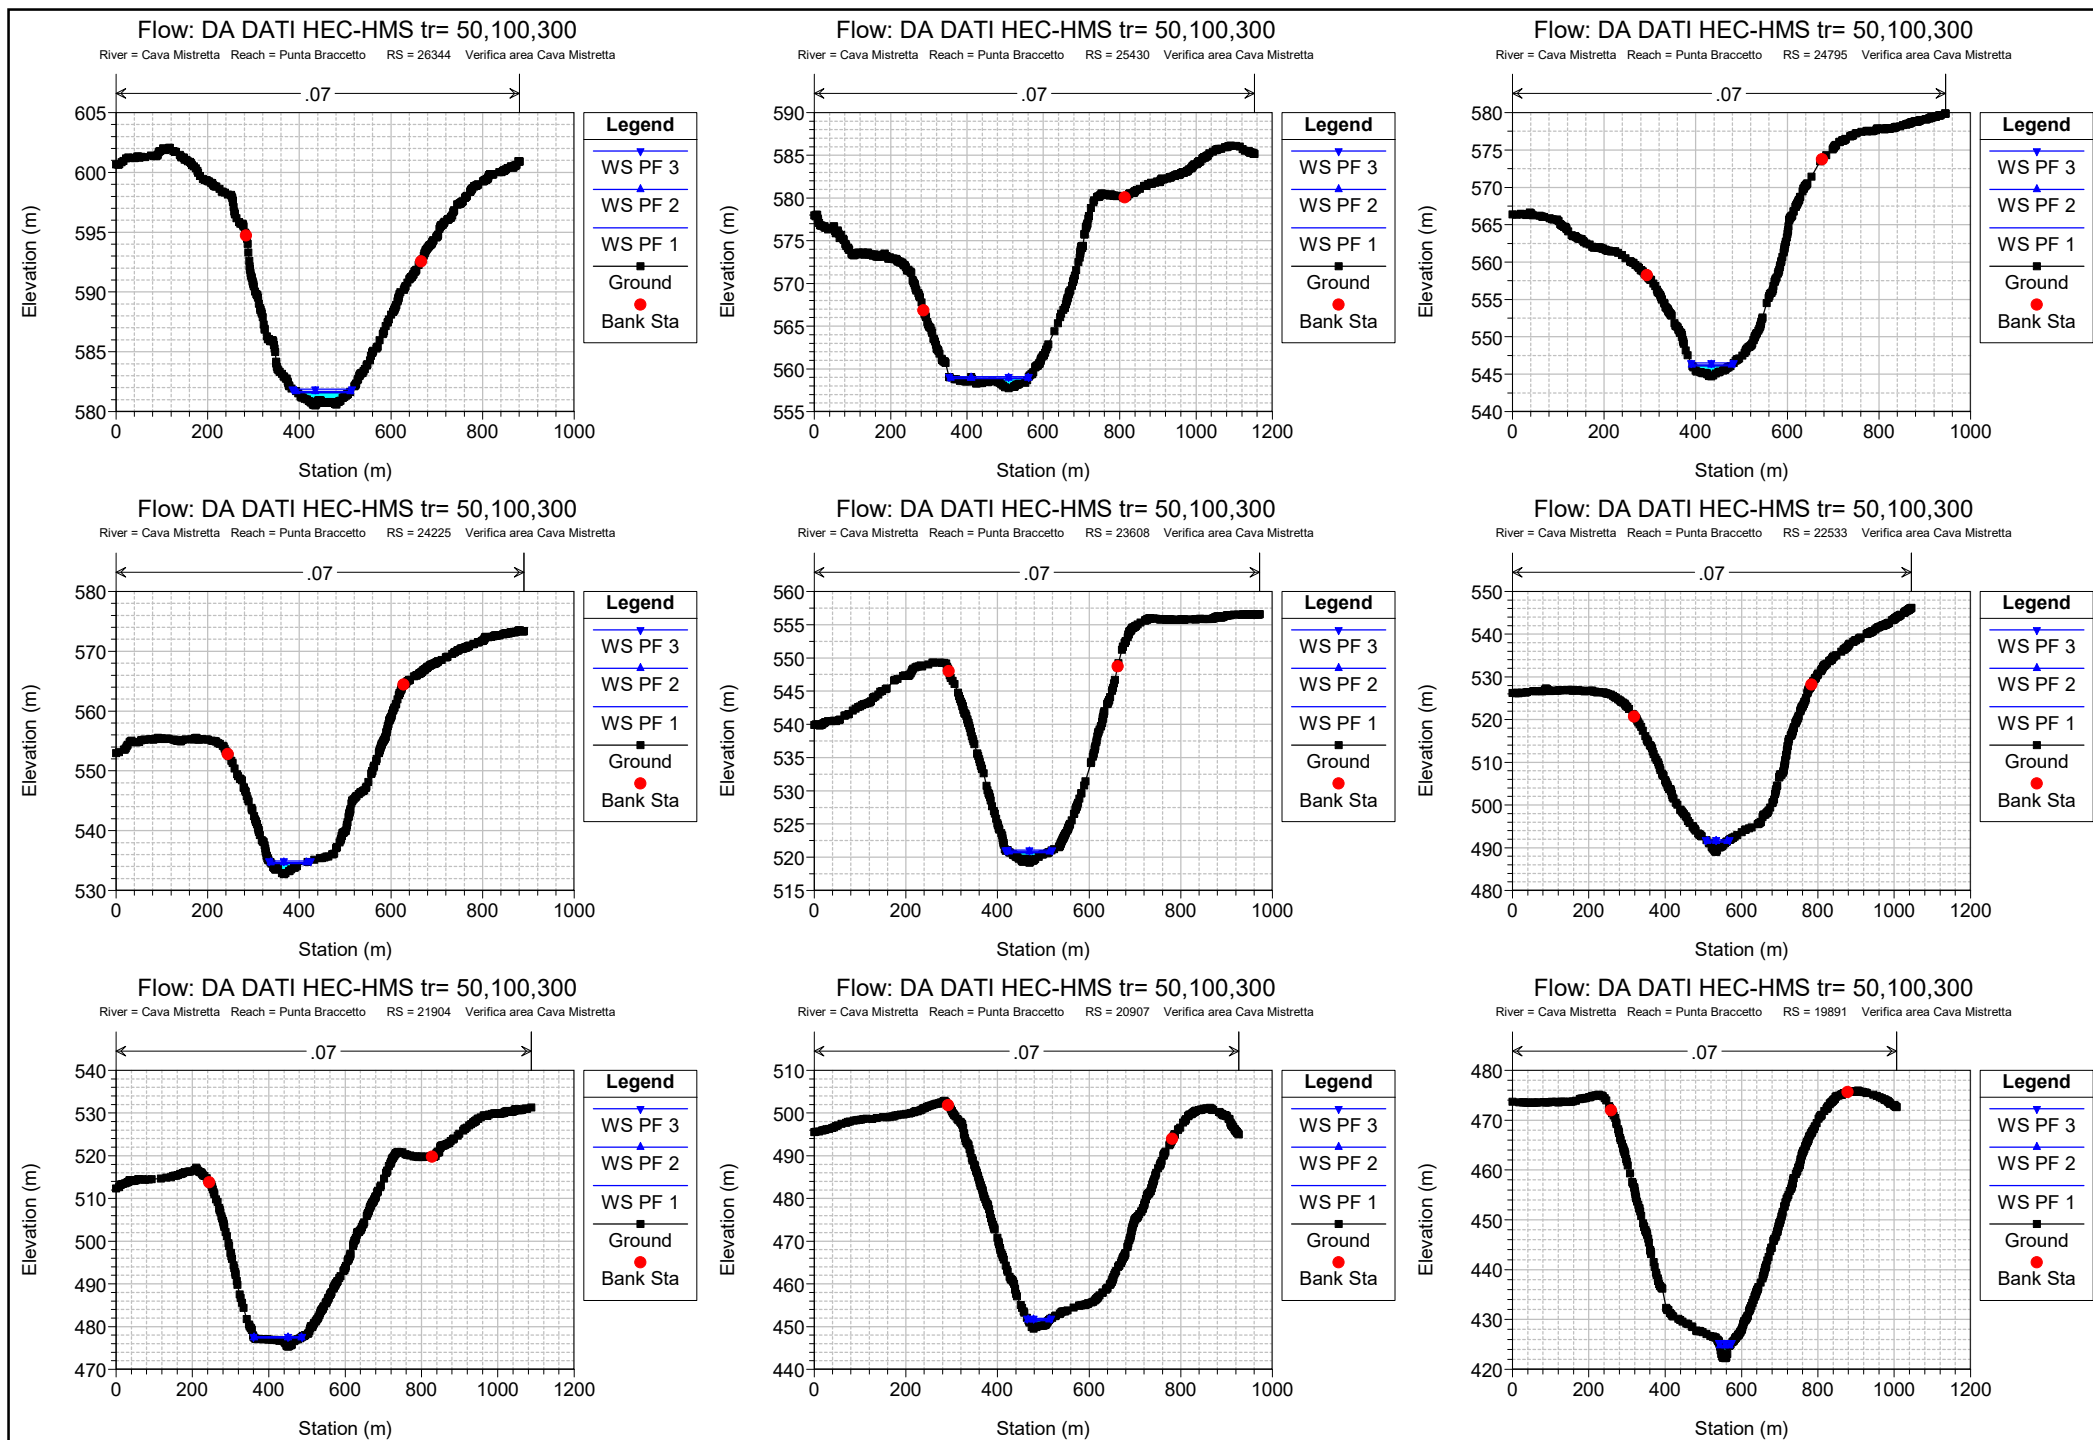 Flow: DA DATI HEC-HMS tr= 50,100,300
River = Cava Mistretta Reach = Punta Braccetto RS = 26344 Verifica area Cava Mistretta
.07
Elevation (m)
605
600
595
590
585
580
0 200 400 600 800 1000
Station (m)
Legend
WS PF 3
WS PF 2
WS PF 1
Ground
Bank Sta
Flow: DA DATI HEC-HMS tr= 50,100,300
River = Cava Mistretta Reach = Punta Braccetto RS = 25430 Verifica area Cava Mistretta
.07
Elevation (m)
590
585
580
575
570
565
560
555
0 200 400 600 800 1000 1200
Station (m)
Legend
WS PF 3
WS PF 2
WS PF 1
Ground
Bank Sta
Flow: DA DATI HEC-HMS tr= 50,100,300
River = Cava Mistretta Reach = Punta Braccetto RS = 24795 Verifica area Cava Mistretta
.07
Elevation (m)
580
575
570
565
560
555
550
545
540
0 200 400 600 800 1000
Station (m)
Legend
WS PF 3
WS PF 2
WS PF 1
Ground
Bank Sta
Flow: DA DATI HEC-HMS tr= 50,100,300
River = Cava Mistretta Reach = Punta Braccetto RS = 24225 Verifica area Cava Mistretta
.07
Elevation (m)
580
570
560
550
540
530
0 200 400 600 800 1000
Station (m)
Legend
WS PF 3
WS PF 2
WS PF 1
Ground
Bank Sta
Flow: DA DATI HEC-HMS tr= 50,100,300
River = Cava Mistretta Reach = Punta Braccetto RS = 23608 Verifica area Cava Mistretta
.07
Elevation (m)
560
555
550
545
540
535
530
525
520
515
0 200 400 600 800 1000
Station (m)
Legend
WS PF 3
WS PF 2
WS PF 1
Ground
Bank Sta
Flow: DA DATI HEC-HMS tr= 50,100,300
River = Cava Mistretta Reach = Punta Braccetto RS = 22533 Verifica area Cava Mistretta
.07
Elevation (m)
550
540
530
520
510
500
490
480
0 200 400 600 800 1000 1200
Station (m)
Legend
WS PF 3
WS PF 2
WS PF 1
Ground
Bank Sta
Flow: DA DATI HEC-HMS tr= 50,100,300
River = Cava Mistretta Reach = Punta Braccetto RS = 21904 Verifica area Cava Mistretta
.07
Elevation (m)
540
530
520
510
500
490
480
470
0 200 400 600 800 1000 1200
Station (m)
Legend
WS PF 3
WS PF 2
WS PF 1
Ground
Bank Sta
Flow: DA DATI HEC-HMS tr= 50,100,300
River = Cava Mistretta Reach = Punta Braccetto RS = 20907 Verifica area Cava Mistretta
.07
Elevation (m)
510
500
490
480
470
460
450
440
0 200 400 600 800 1000
Station (m)
Legend
WS PF 3
WS PF 2
WS PF 1
Ground
Bank Sta
Flow: DA DATI HEC-HMS tr= 50,100,300
River = Cava Mistretta Reach = Punta Braccetto RS = 19891 Verifica area Cava Mistretta
.07
Elevation (m)
480
470
460
450
440
430
420
0 200 400 600 800 1000 1200
Station (m)
Legend
WS PF 3
WS PF 2
WS PF 1
Ground
Bank Sta